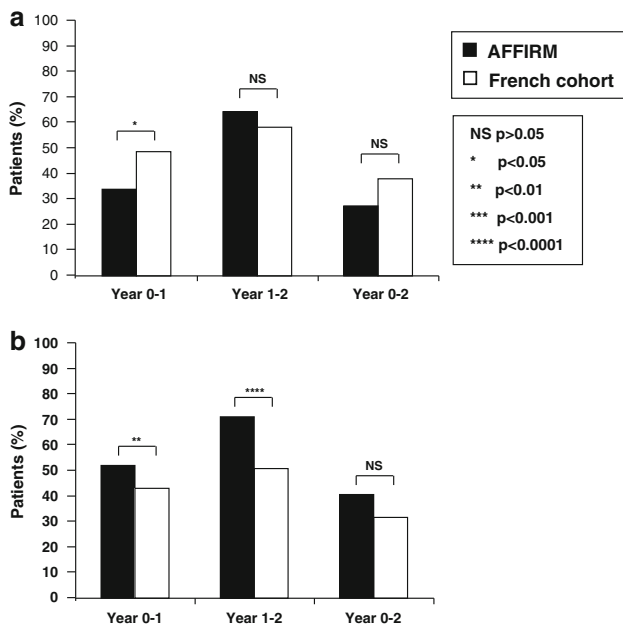 a
100
90
80
70
60
50
40
30
20
10
0
Patients (%)
*
NS
NS
Year 0-1 Year 1-2 Year 0-2
AFFIRM
French cohort
NS p>0.05
* p<0.05
** p<0.01
*** p<0.001
**** p<0.0001
b
100
90
80
70
60
50
40
30
20
10
0
Patients (%)
**
****
NS
Year 0-1 Year 1-2 Year 0-2